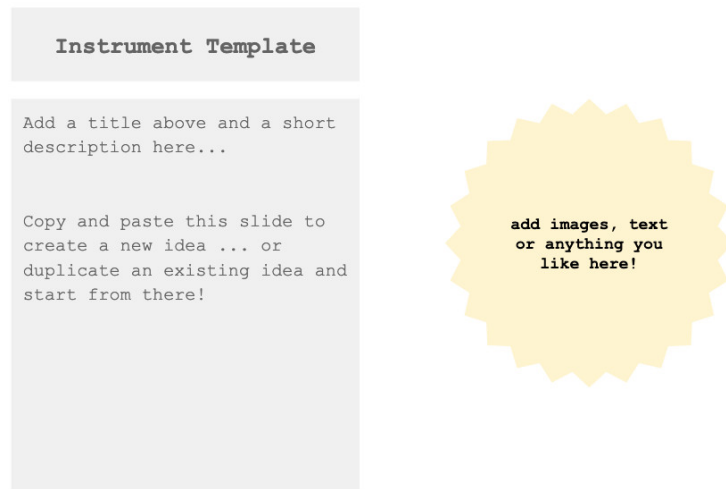 Instrument Template
Add a title above and a short
description here...
Copy and paste this slide to
create a new idea ... or
duplicate an existing idea and
start from there!
add images, text
or anything you
like here!